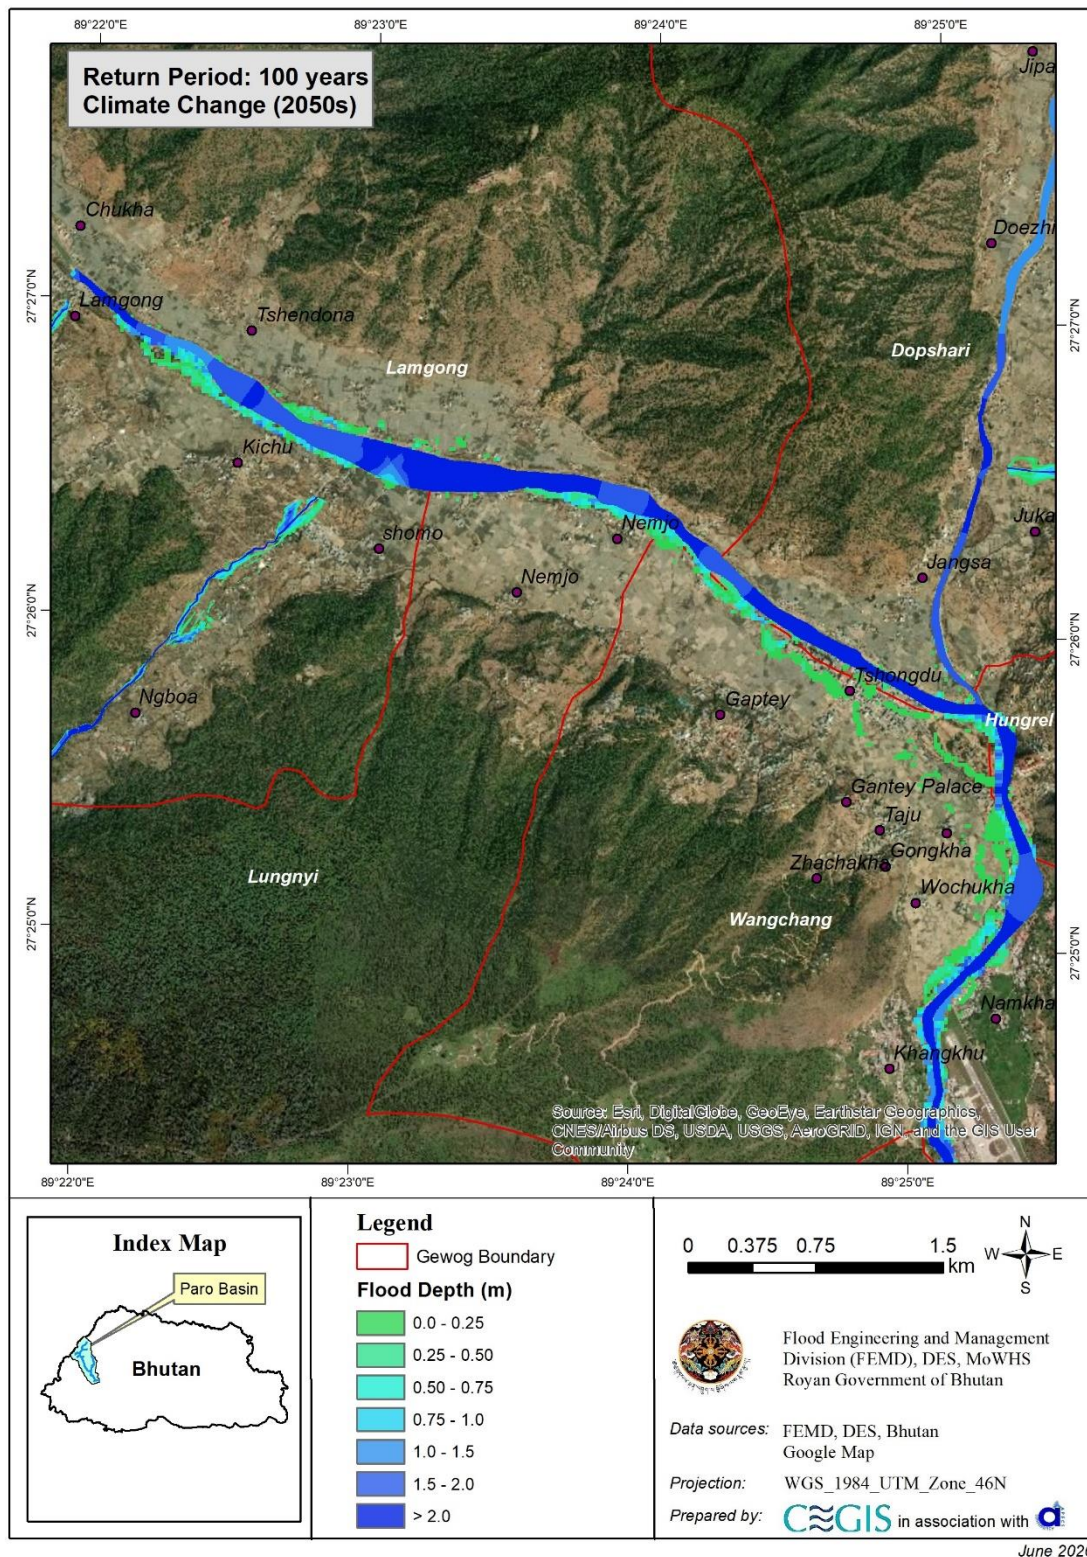 89°22'0"E
89°23'0"E
89°24'0"E
89°25'0"E
Return Period: 100 years
Climate Change (2050s)
Jipa
Chukha
Doezhi
27°27'0"N
27°27'0"N
Lamgong
Tshendona
Lamgong
Dopshari
Kichu
Nemjo
Juka
shomo
Nemjo
Jangsa
27°26'0"N
27°26'0"N
Ngboa
Tshongdu
Gaptey
Hungrel
Gantey Palace
Taju
Gongkha
Zhachakha
Lungnyi
Wochukha
Wangchang
27°25'0"N
27°25'0"N
Namkha
Khangkhu
Source: Esri, DigitalGlobe, GeoEye, Earthstar Geographics,
CNES/Airbus DS, USDA, USGS, AeroGRID, IGN, and the GIS User
Community
89°22'0"E
89°23'0"E
89°24'0"E
89°25'0"E
Index Map
Paro Basin
Bhutan
Legend
Gewog Boundary
Flood Depth (m)
0.0 - 0.25
0.25 - 0.50
0.50 - 0.75
0.75 - 1.0
1.0 - 1.5
1.5 - 2.0
> 2.0
0 0.375 0.75 1.5
km
N
W E
S
Flood Engineering and Management
Division (FEMD), DES, MoWHS
Royan Government of Bhutan
Data sources: FEMD, DES, Bhutan
Google Map
Projection: WGS_1984_UTM_Zone_46N
Prepared by: CEGIS in association with
June 2020